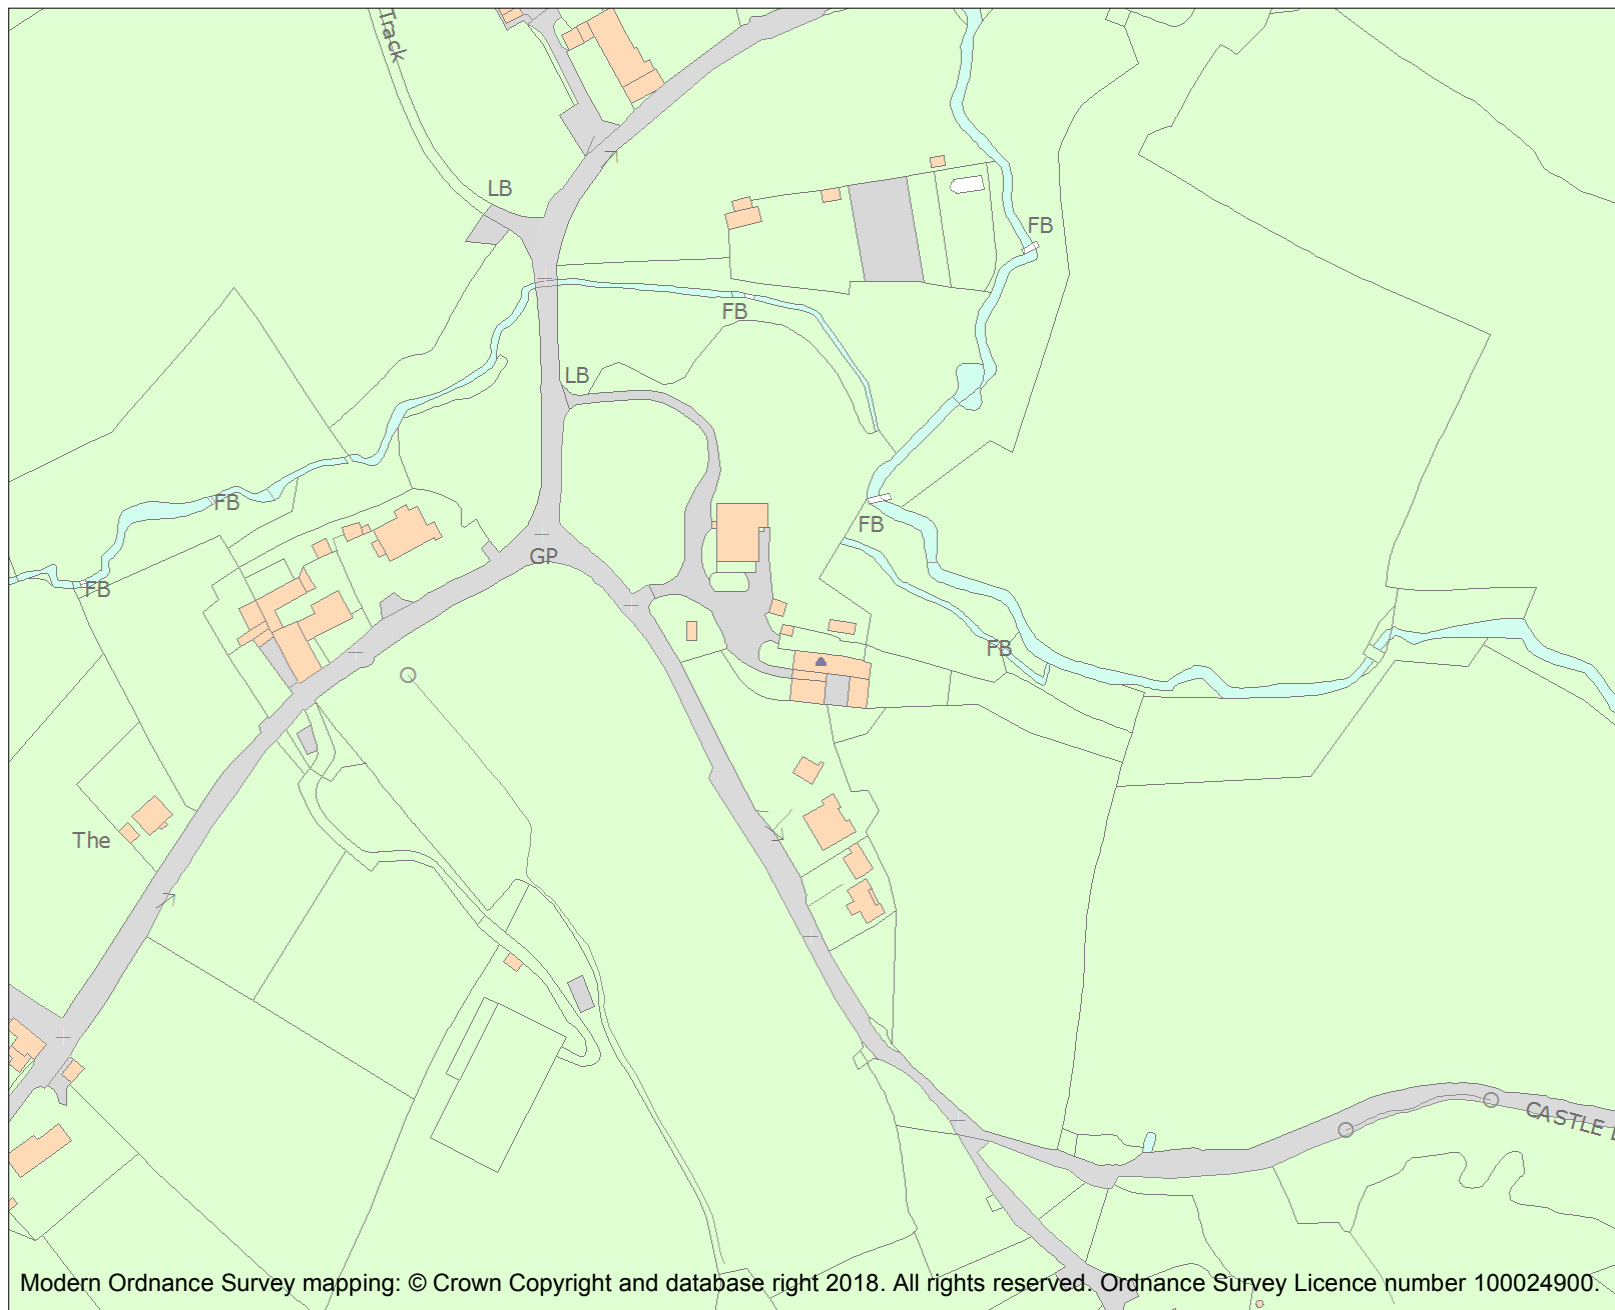 Track
LB
FB
FB
LB
FB
FB
GP
FB
FB
The
CASTLE
Modern Ordnance Survey mapping: © Crown Copyright and database right 2018. All rights reserved. Ordnance Survey Licence number 100024900.